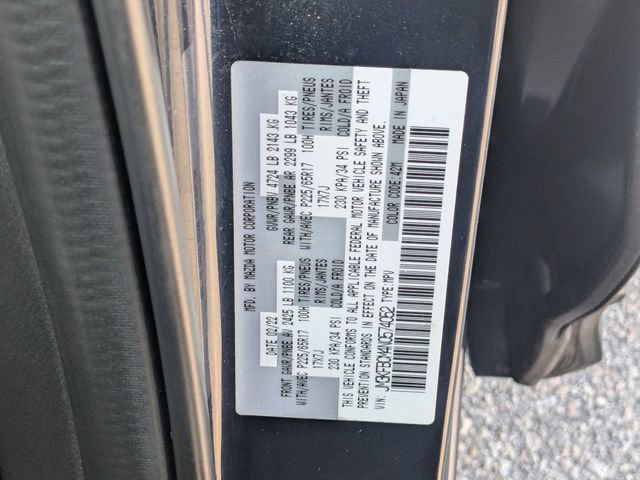 MFD. BY MAZDA MOTOR CORPORATION
DATE 02/22 GVWR/PNBV 4724 LB 2143 KG
FRONT GAWR/PNBE AV 2425 LB 1100 KG REAR GAWR/PNBE AR 2299 LB 1043 KG
WITH/AVEC P225/65R17 100H TIRES/PNEUS WITH/AVEC P225/65R17 100H TIRES/PNEUS
17X7J RIMS/JANTES 17X7J RIMS/JANTES
230 KPA/34 PSI COLD/A FROID 230 KPA/34 PSI COLD/A FROID
THIS VEHICLE CONFORMS TO ALL APPLICABLE FEDERAL MOTOR VEHICLE SAFETY AND THEFT
PREVENTION STANDARDS IN EFFECT ON THE DATE OF MANUFACTURE SHOWN ABOVE.
VIN: JM3KFBCM4N0574052 TYPE:MPV COLOR CODE:42M MADE IN JAPAN